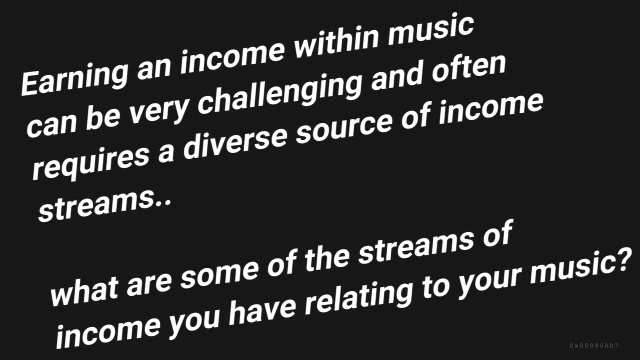 Earning an income within music
can be very challenging and often
requires a diverse source of income
streams..
what are some of the streams of
income you have relating to your music?